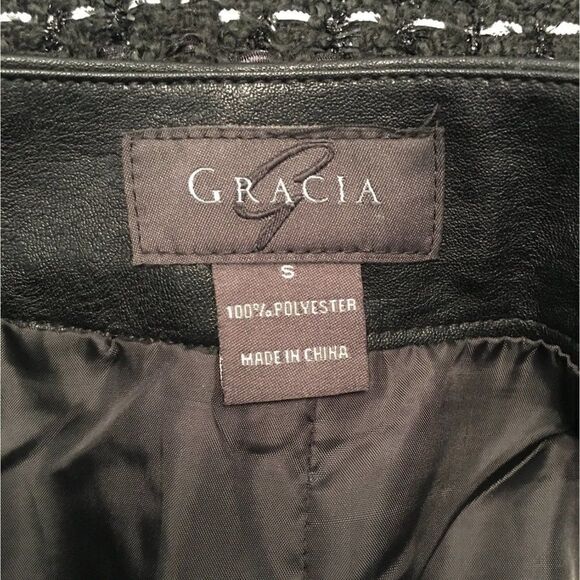 GRACIA
G
S
100% POLYESTER
MADE IN CHINA